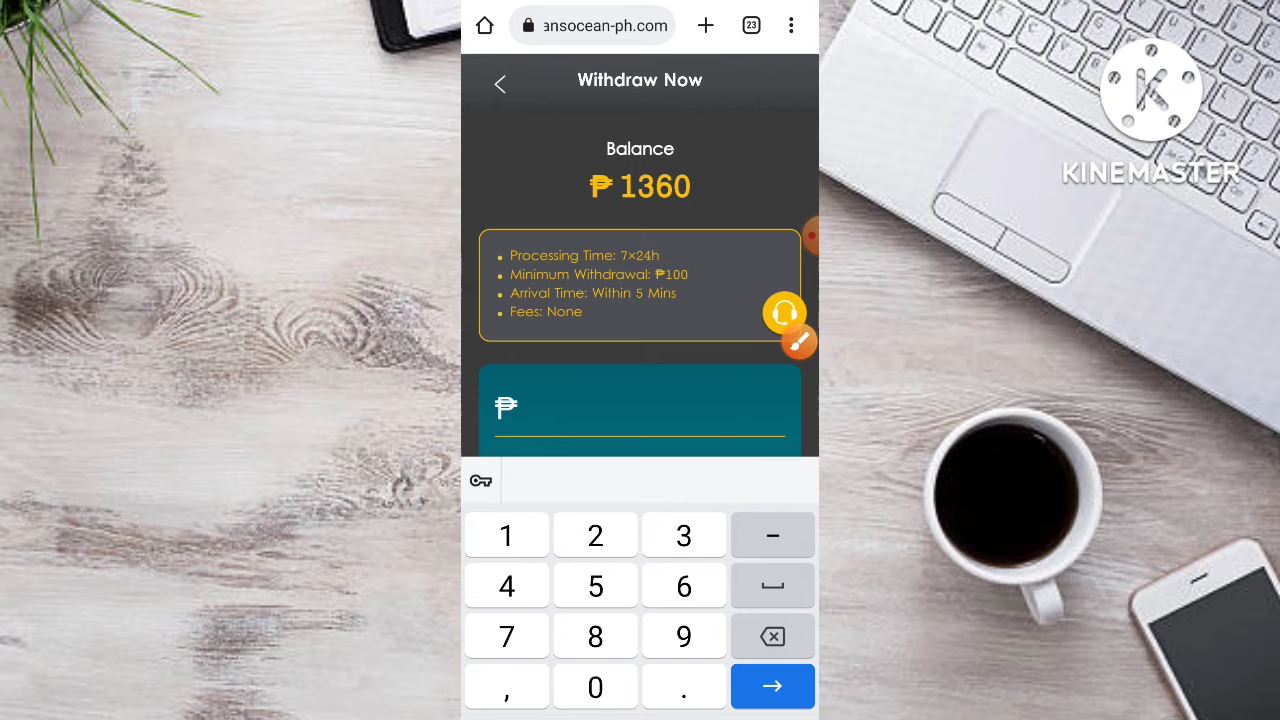 ansocean-ph.com
23
Withdraw Now
Balance
₱ 1360
K
KINEMASTER
• Processing Time: 7×24h
• Minimum Withdrawal: ₱100
• Arrival Time: Within 5 Mins
• Fees: None
₱
1 2 3 –
4 5 6
7 8 9
, 0 .